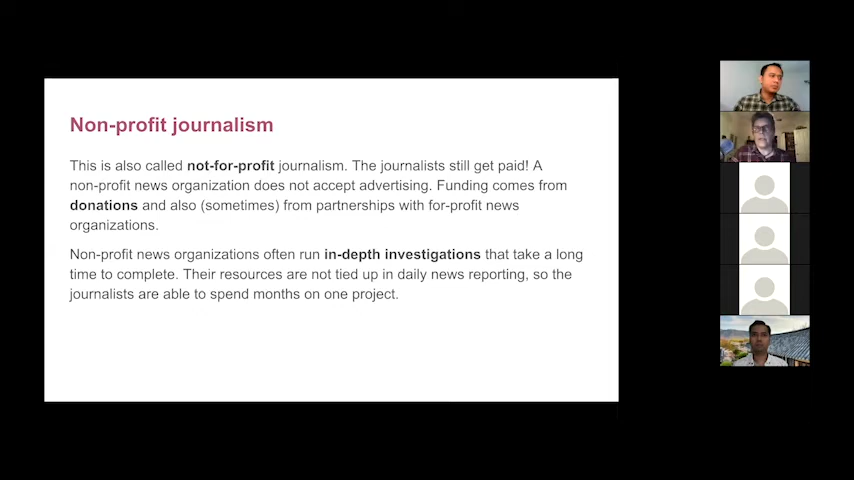 Non-profit journalism
This is also called not-for-profit journalism. The journalists still get paid! A
non-profit news organization does not accept advertising. Funding comes from
donations and also (sometimes) from partnerships with for-profit news
organizations.
Non-profit news organizations often run in-depth investigations that take a long
time to complete. Their resources are not tied up in daily news reporting, so the
journalists are able to spend months on one project.